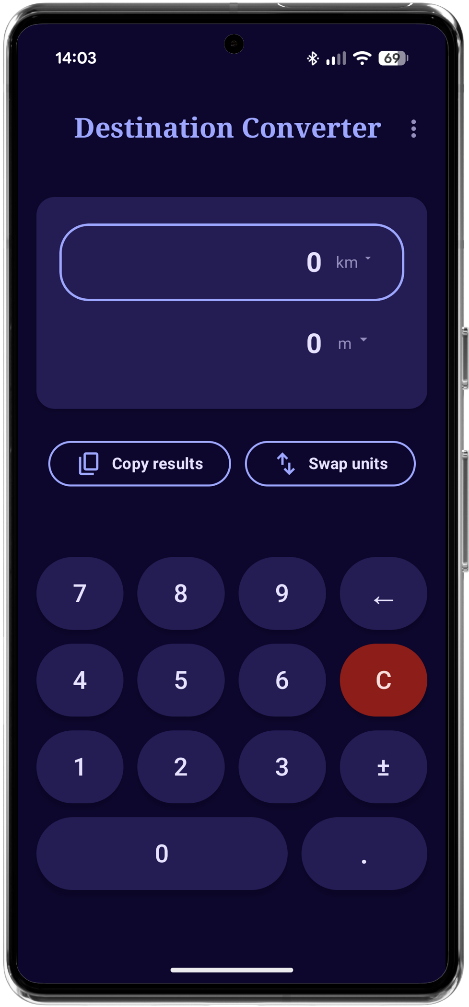 14:03
69
Destination Converter
0 km
0 m
Copy results
Swap units
7 8 9 ←
4 5 6 C
1 2 3 ±
0 .